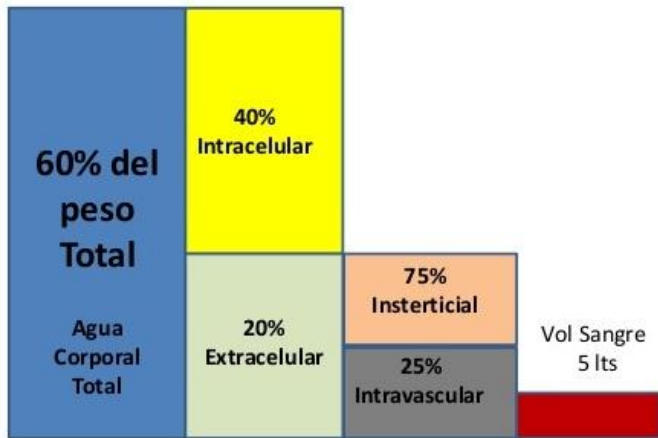 60% del
peso
Total
Agua
Corporal
Total
40%
Intracelular
20%
Extracelular
75%
Insterticial
25%
Intravascular
Vol Sangre
5 lts